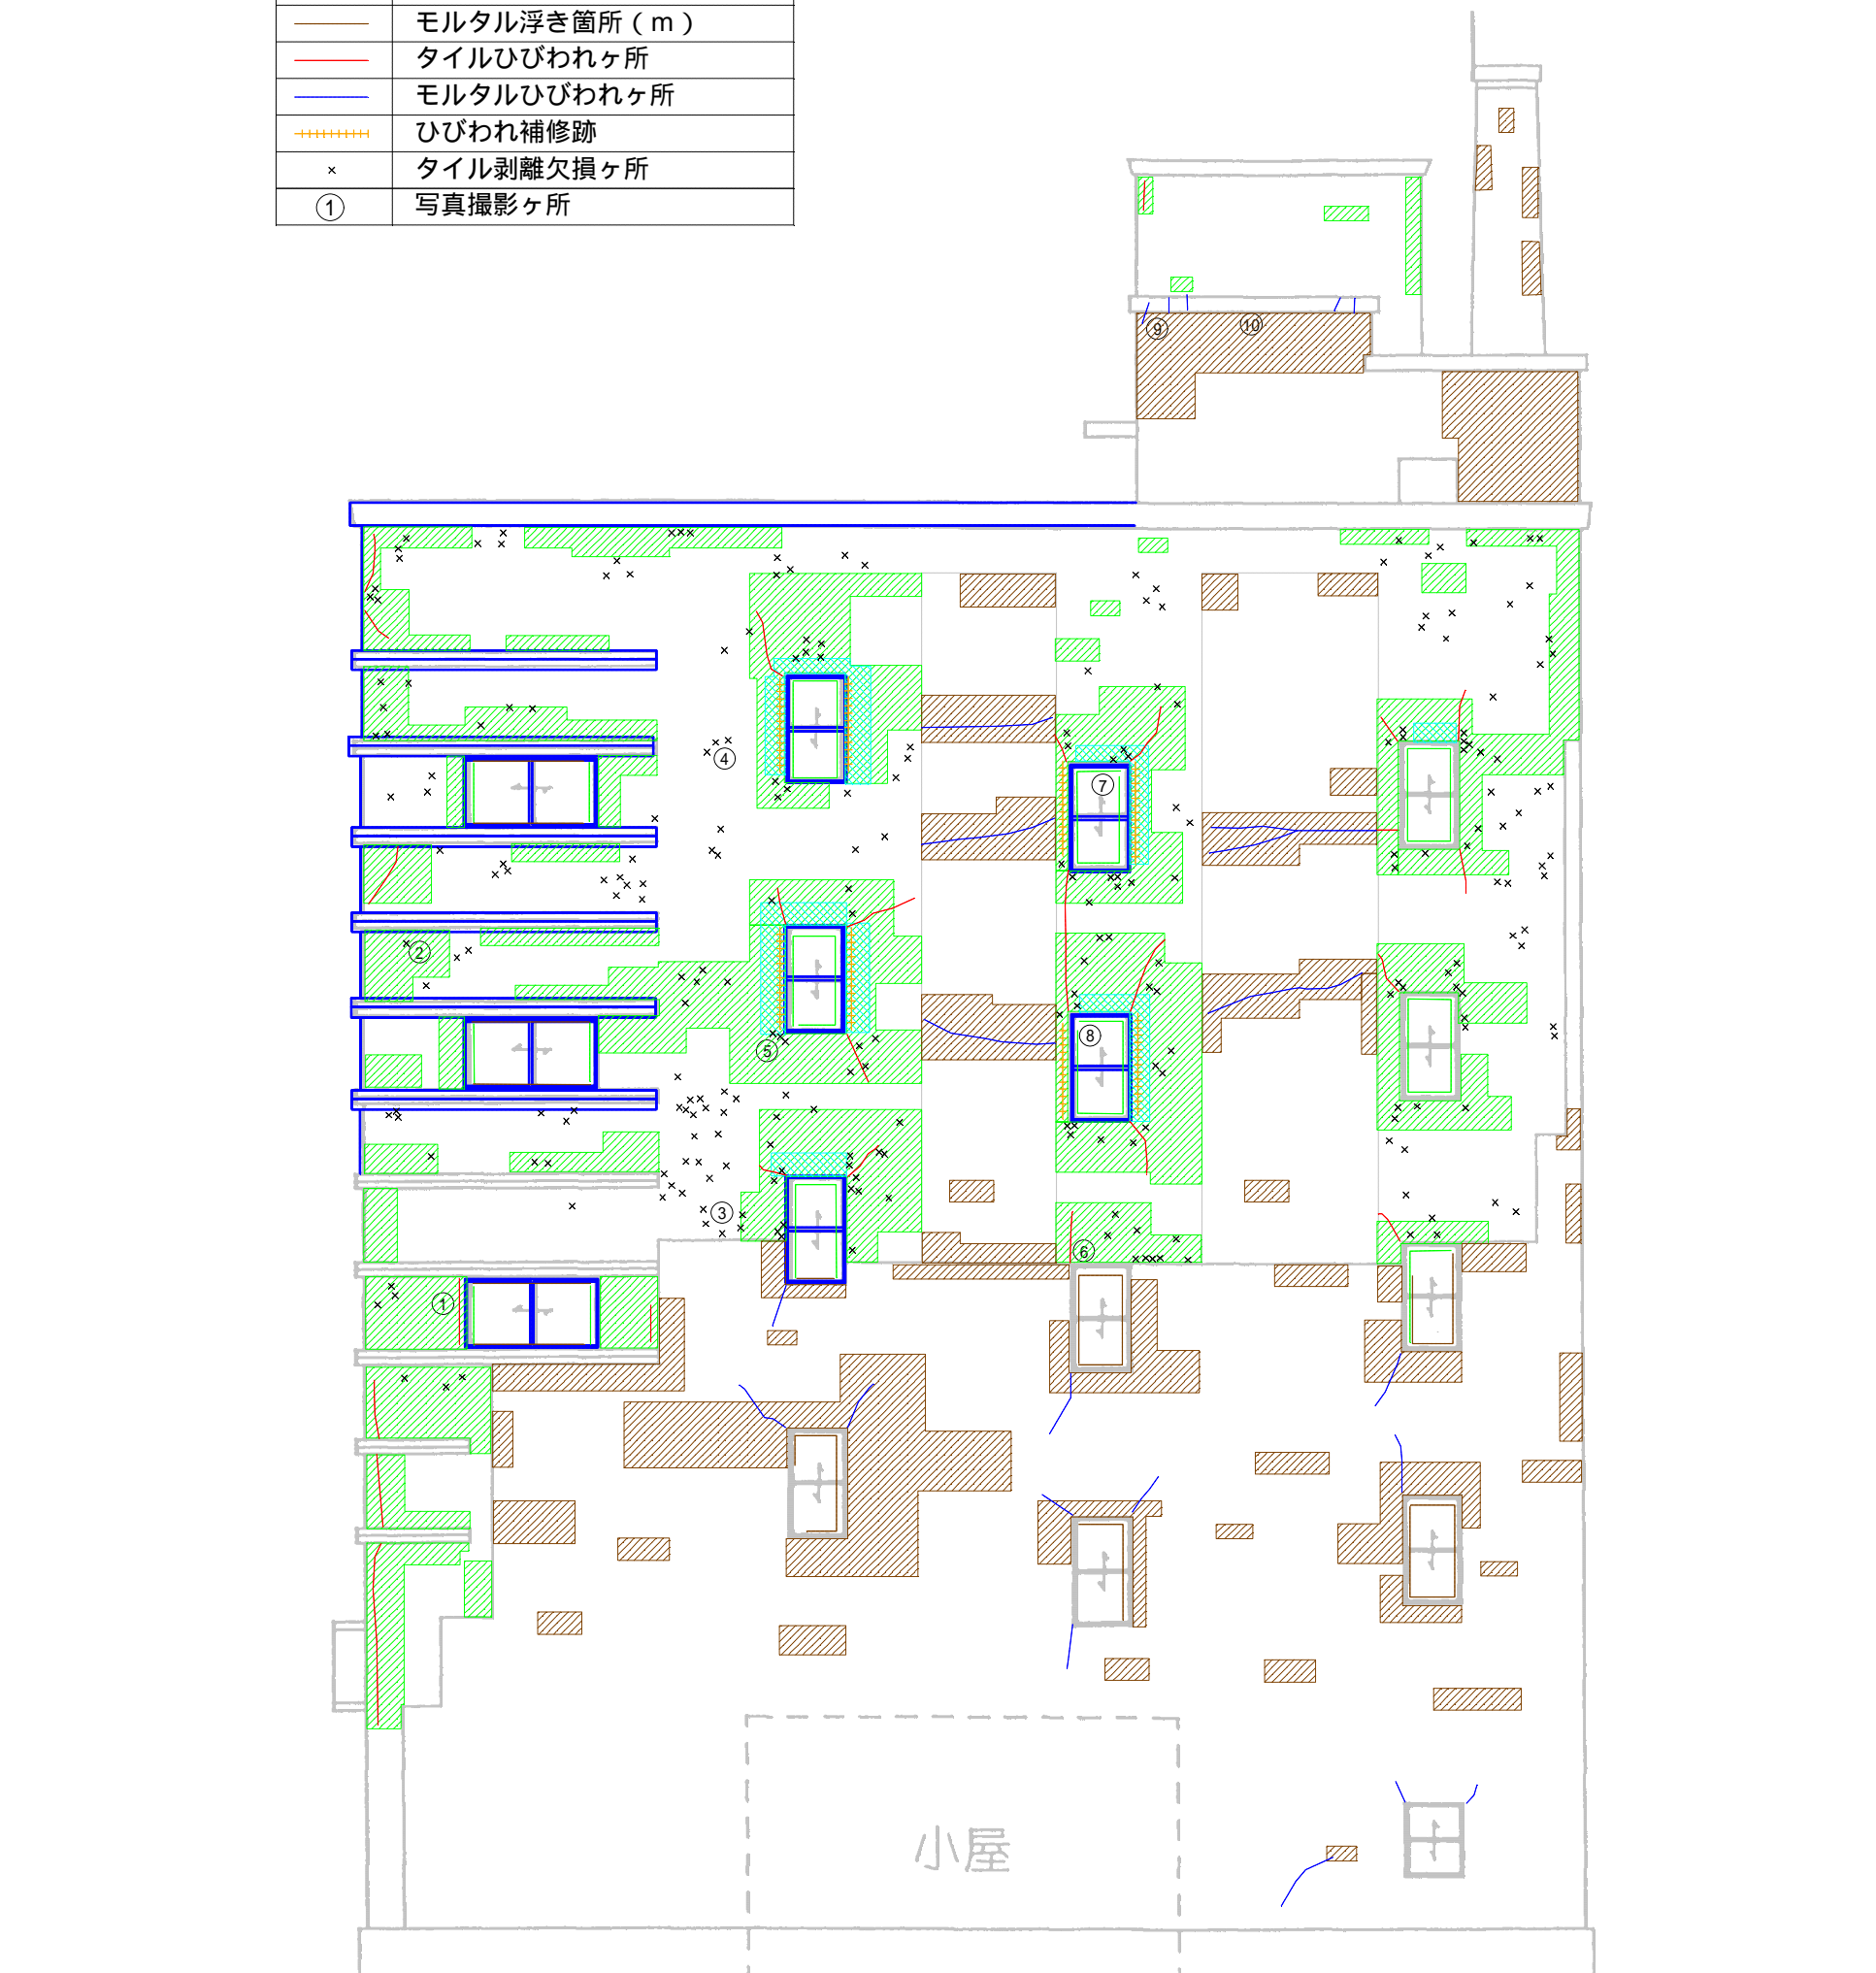 モルタル浮き箇所(m)
タイルひびわれヶ所
モルタルひびわれヶ所
ひびわれ補修跡
タイル剥離欠損ヶ所
① 写真撮影ヶ所
⑨
⑩
④
⑦
②
⑤
⑧
③
⑥
①
小屋